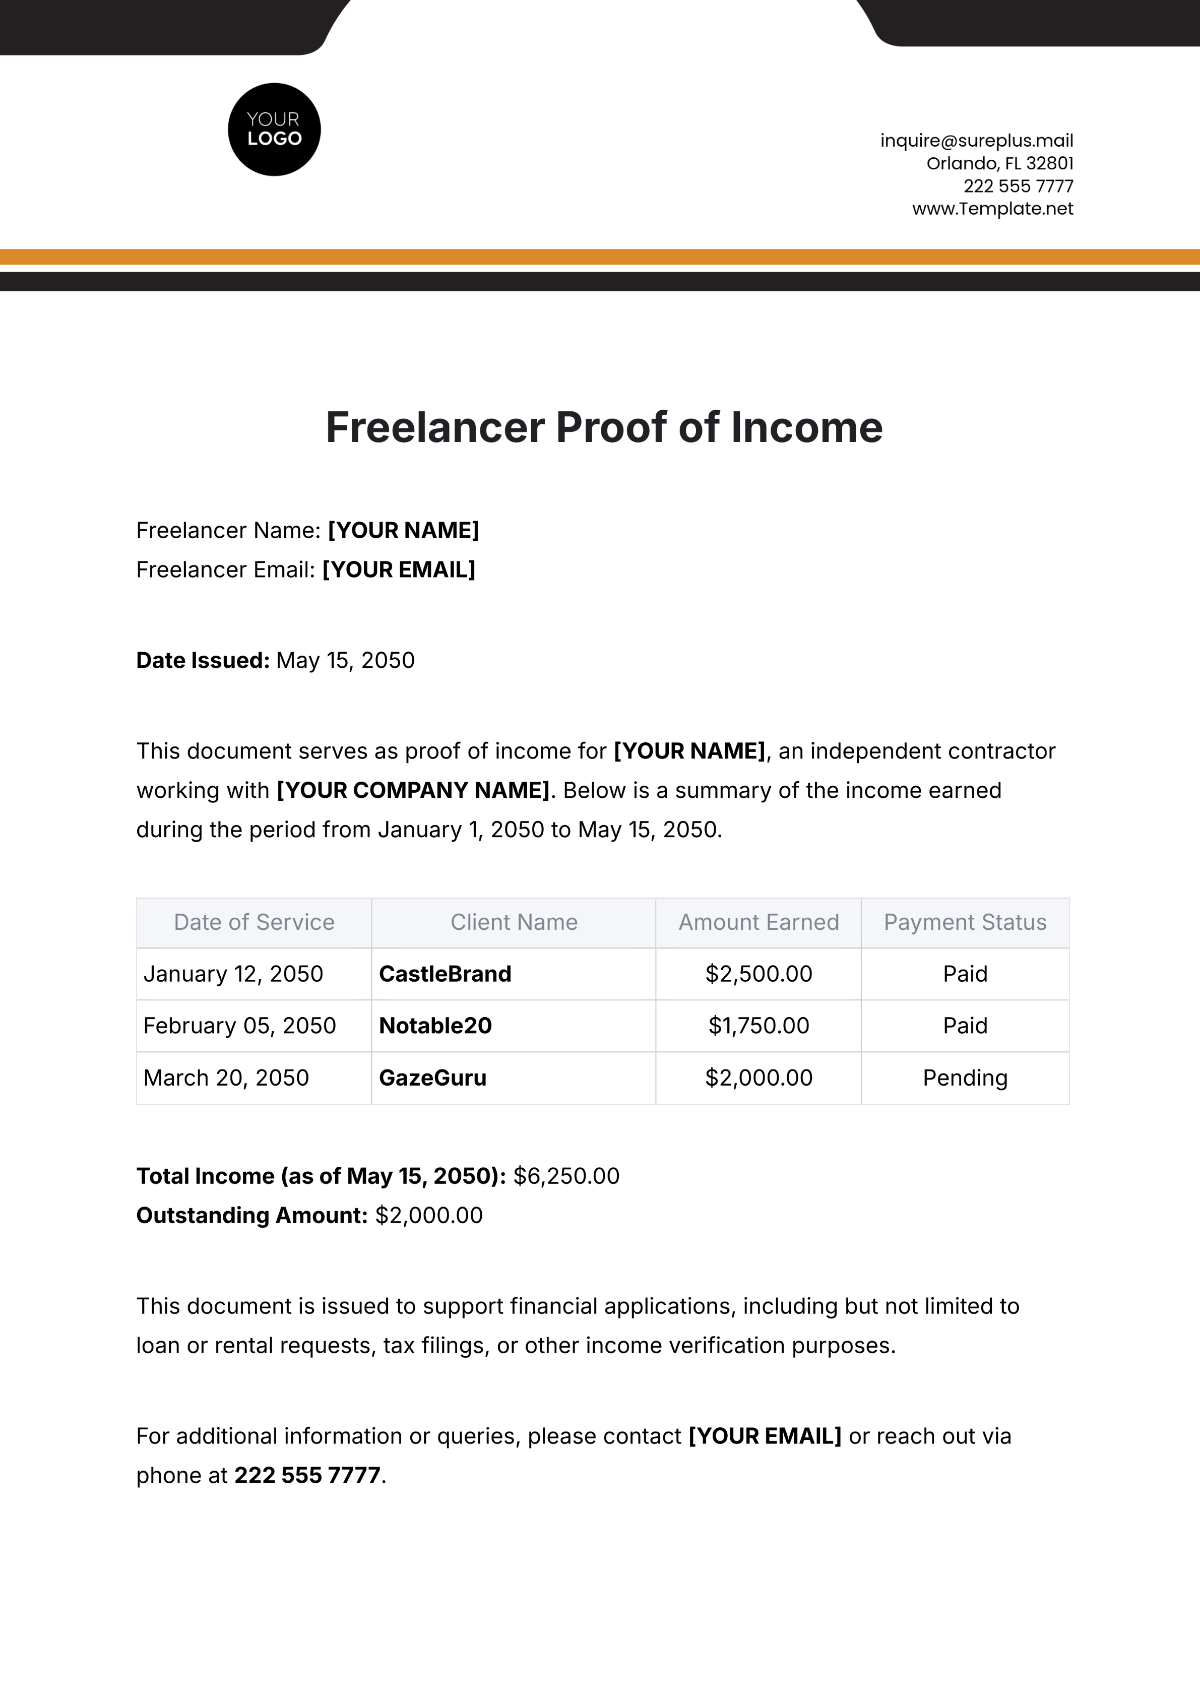 YOUR
LOGO
inquire@sureplus.mail
Orlando, FL 32801
222 555 7777
www.Template.net
Freelancer Proof of Income
Freelancer Name: [YOUR NAME]
Freelancer Email: [YOUR EMAIL]
Date Issued: May 15, 2050
This document serves as proof of income for [YOUR NAME], an independent contractor
working with [YOUR COMPANY NAME]. Below is a summary of the income earned
during the period from January 1, 2050 to May 15, 2050.
Date of Service Client Name Amount Earned Payment Status
January 12, 2050 CastleBrand $2,500.00 Paid
February 05, 2050 Notable20 $1,750.00 Paid
March 20, 2050 GazeGuru $2,000.00 Pending
Total Income (as of May 15, 2050): $6,250.00
Outstanding Amount: $2,000.00
This document is issued to support financial applications, including but not limited to
loan or rental requests, tax filings, or other income verification purposes.
For additional information or queries, please contact [YOUR EMAIL] or reach out via
phone at 222 555 7777.